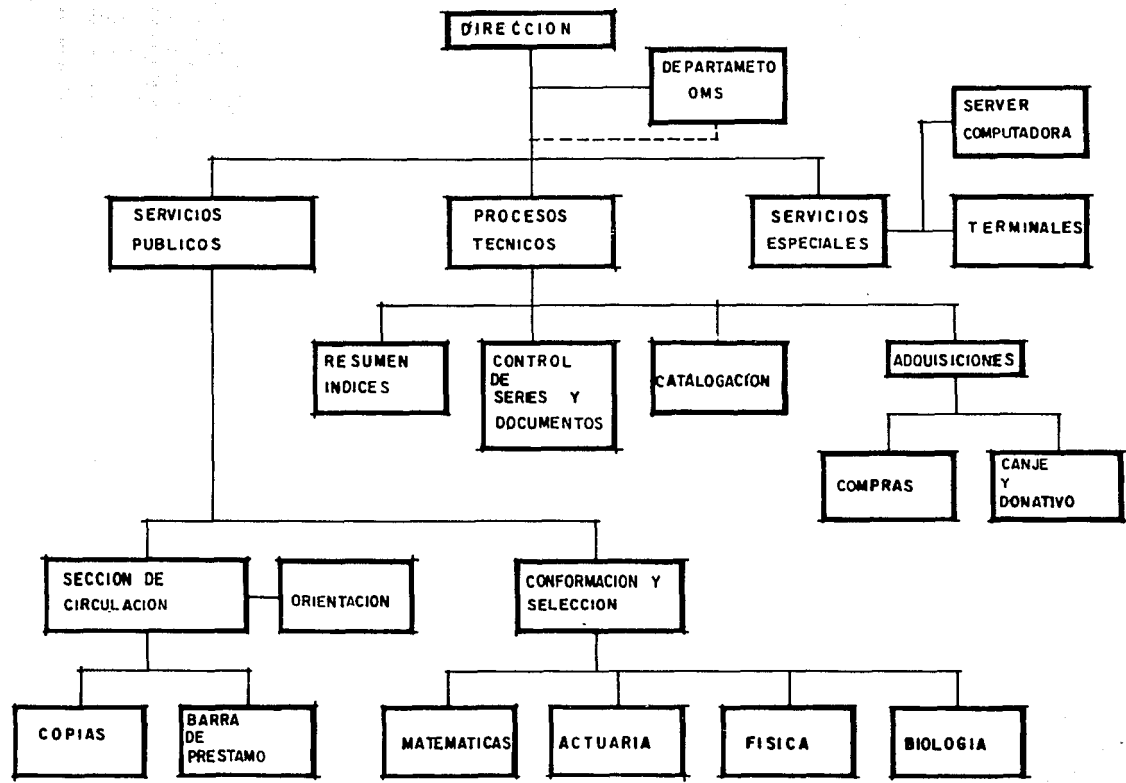 DIRECCION
DEPARTAMETO
OMS
SERVER
COMPUTADORA
SERVICIOS
PUBLICOS
PROCESOS
TECNICOS
SERVICIOS
ESPECIALES
TERMINALES
RESUMEN
INDICES
CONTROL
DE
SERIES Y
DOCUMENTOS
CATALOGACION
ADQUISICIONES
COMPRAS
CANJE
Y
DONATIVO
SECCION DE
CIRCULACION
ORIENTACION
CONFORMACION Y
SELECCION
COPIAS
BARRA
DE
PRESTAMO
MATEMATICAS
ACTUARIA
FISICA
BIOLOGIA